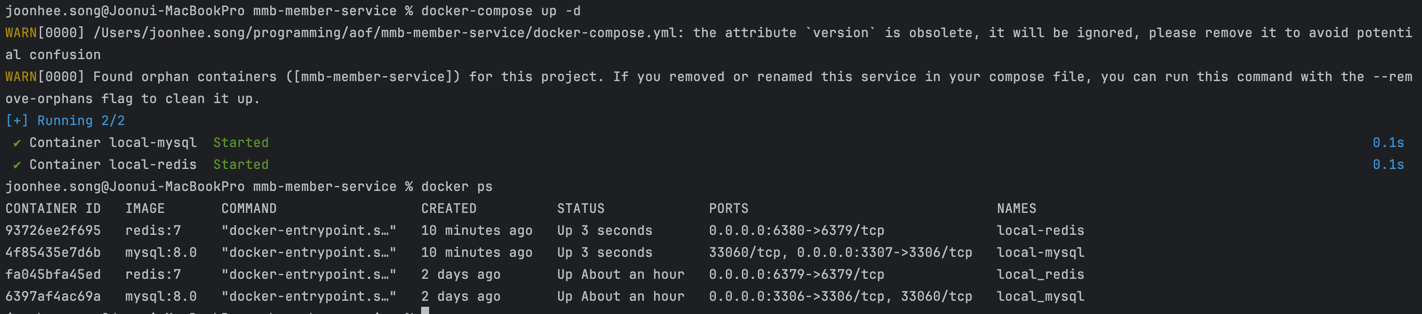 joonhee.song@Joonui-MacBookPro mmb-member-service % docker-compose up -d
WARN[0000] /Users/joonhee.song/programming/aof/mmb-member-service/docker-compose.yml: the attribute `version` is obsolete, it will be ignored, please remove it to avoid potenti
al confusion
WARN[0000] Found orphan containers ([mmb-member-service]) for this project. If you removed or renamed this service in your compose file, you can run this command with the --rem
ove-orphans flag to clean it up.
[+] Running 2/2
✔ Container local-mysql  Started 0.1s
✔ Container local-redis  Started 0.1s
joonhee.song@Joonui-MacBookPro mmb-member-service % docker ps
CONTAINER ID   IMAGE       COMMAND                  CREATED          STATUS             PORTS                               NAMES
93726ee2f695   redis:7     "docker-entrypoint.s…"   10 minutes ago   Up 3 seconds       0.0.0.0:6380->6379/tcp              local-redis
4f85435e7d6b   mysql:8.0   "docker-entrypoint.s…"   10 minutes ago   Up 3 seconds       33060/tcp, 0.0.0.0:3307->3306/tcp   local-mysql
fa045bfa45ed   redis:7     "docker-entrypoint.s…"   2 days ago       Up About an hour   0.0.0.0:6379->6379/tcp              local_redis
6397af4ac69a   mysql:8.0   "docker-entrypoint.s…"   2 days ago       Up About an hour   0.0.0.0:3306->3306/tcp, 33060/tcp   local_mysql